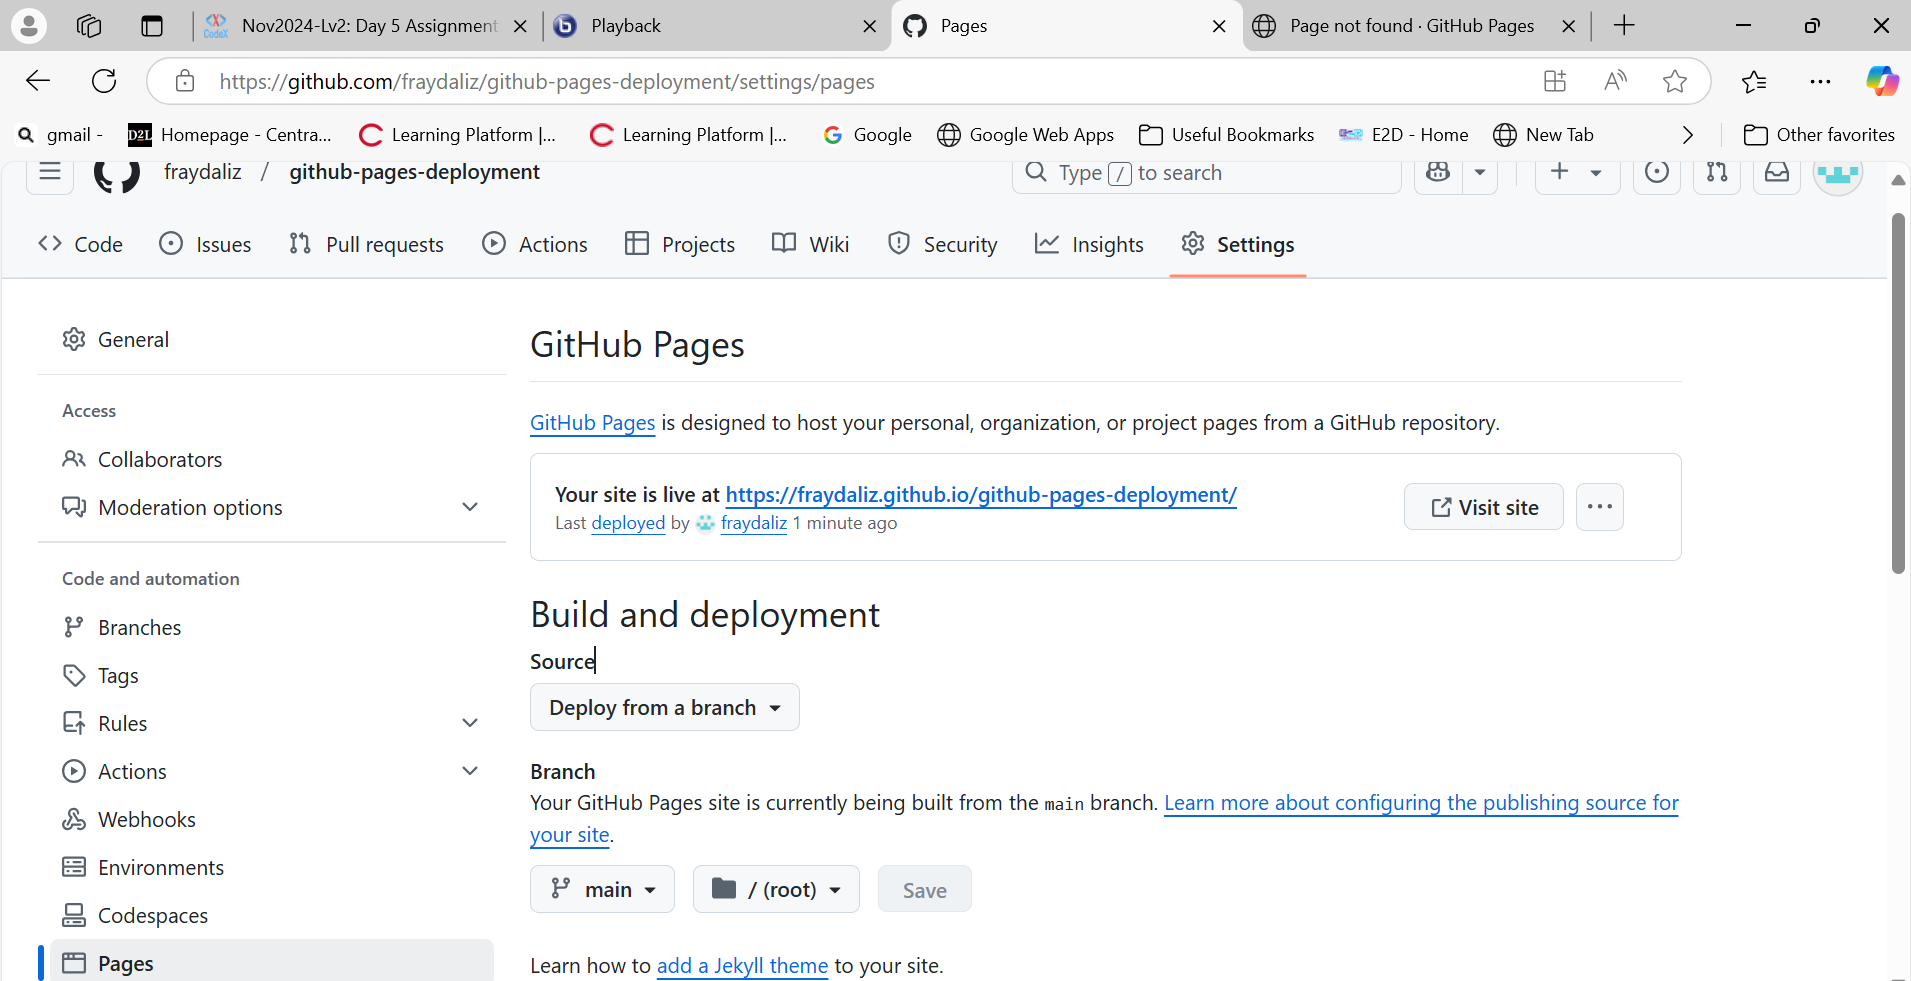 Nov2024-Lv2: Day 5 Assignment
Playback
Pages
Page not found · GitHub Pages
https://github.com/fraydaliz/github-pages-deployment/settings/pages
gmail -
D2L
Homepage - Centra...
Learning Platform |...
Learning Platform |...
Google
Google Web Apps
Useful Bookmarks
E2D - Home
New Tab
Other favorites
fraydaliz / github-pages-deployment
Type / to search
Code
Issues
Pull requests
Actions
Projects
Wiki
Security
Insights
Settings
General
Access
Collaborators
Moderation options
Code and automation
Branches
Tags
Rules
Actions
Webhooks
Environments
Codespaces
Pages
GitHub Pages
GitHub Pages is designed to host your personal, organization, or project pages from a GitHub repository.
Your site is live at https://fraydaliz.github.io/github-pages-deployment/
Last deployed by fraydaliz 1 minute ago
Visit site
Build and deployment
Source
Deploy from a branch
Branch
Your GitHub Pages site is currently being built from the main branch. Learn more about configuring the publishing source for
your site.
main
/ (root)
Save
Learn how to add a Jekyll theme to your site.